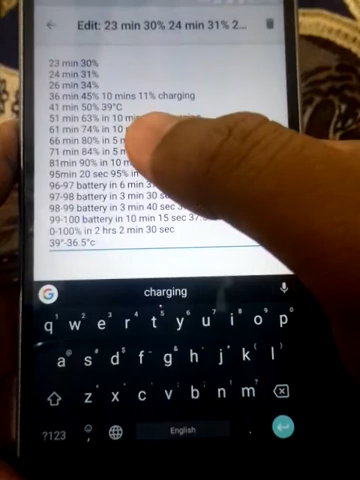 Edit: 23 min 30% 24 min 31% 2...
23 min 30%
24 min 31%
26 min 34%
36 min 45% 10 mins 11% charging
41 min 50% 39°C
51 min 63% in 10
61 min 74% in 10
66 min 80% in 5
71 min 84% in 5
81min 90% in 10
95min 20 sec 95% in
96-97 battery in 6 min
97-98 battery in 3 min 30
98-99 battery in 3 min 40 sec
99-100 battery in 10 min 15 sec
0-100% in 2 hrs 2 min 30 sec
39°-36.5°c
G charging
q w e r t y u i o p
a s d f g h j k l
z x c v b n m
?123 , English .